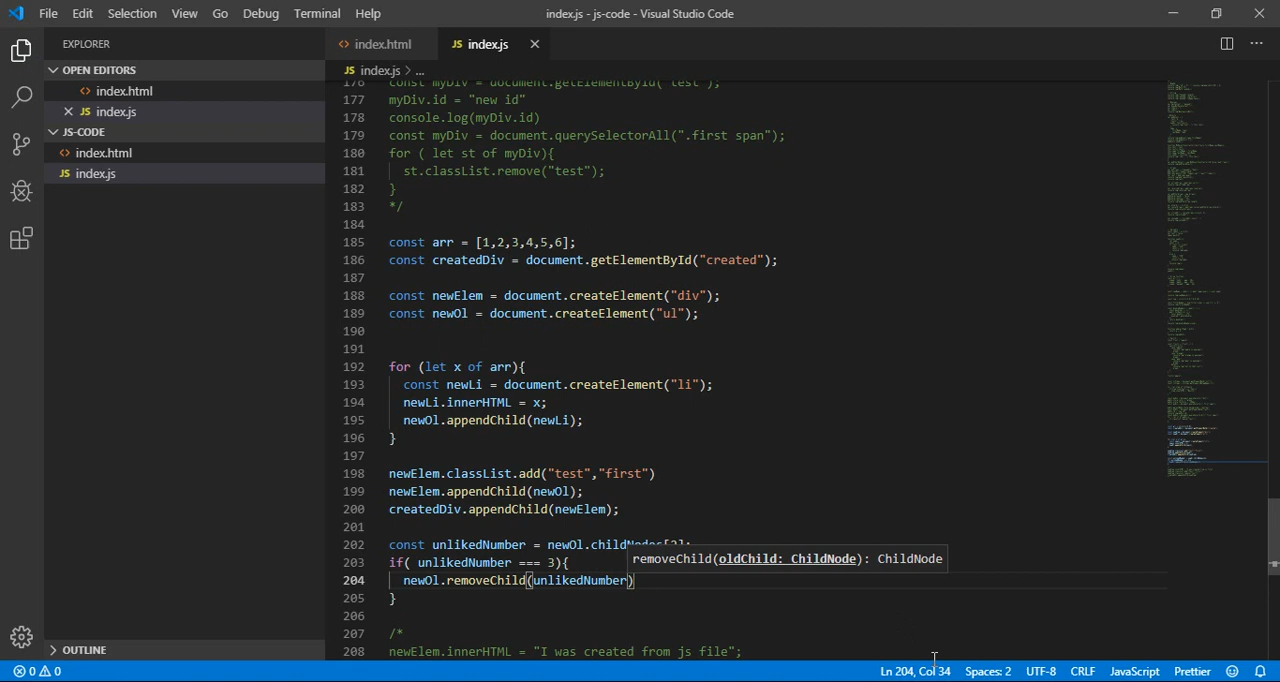 File Edit Selection View Go Debug Terminal Help index.js - js-code - Visual Studio Code
EXPLORER
OPEN EDITORS
<> index.html
JS index.js
JS-CODE
<> index.html
JS index.js
OUTLINE
<> index.html JS index.js
JS index.js > ...
176 const myDiv = document.getElementById("test");
177 myDiv.id = "new id"
178 console.log(myDiv.id)
179 const myDiv = document.querySelectorAll(".first span");
180 for ( let st of myDiv){
181 st.classList.remove("test");
182 }
183 */
184
185 const arr = [1,2,3,4,5,6];
186 const createdDiv = document.getElementById("created");
187
188 const newElem = document.createElement("div");
189 const newOl = document.createElement("ul");
190
191
192 for (let x of arr){
193 const newLi = document.createElement("li");
194 newLi.innerHTML = x;
195 newOl.appendChild(newLi);
196 }
197
198 newElem.classList.add("test","first")
199 newElem.appendChild(newOl);
200 createdDiv.appendChild(newElem);
201
202 const unlikedNumber = newOl.childNodes[2];
removeChild(oldChild: ChildNode): ChildNode
203 if( unlikedNumber === 3){
204 newOl.removeChild(unlikedNumber)
205 }
206
207 /*
208 newElem.innerHTML = "I was created from js file";
0 0 Ln 204, Col 34 Spaces: 2 UTF-8 CRLF JavaScript Prettier